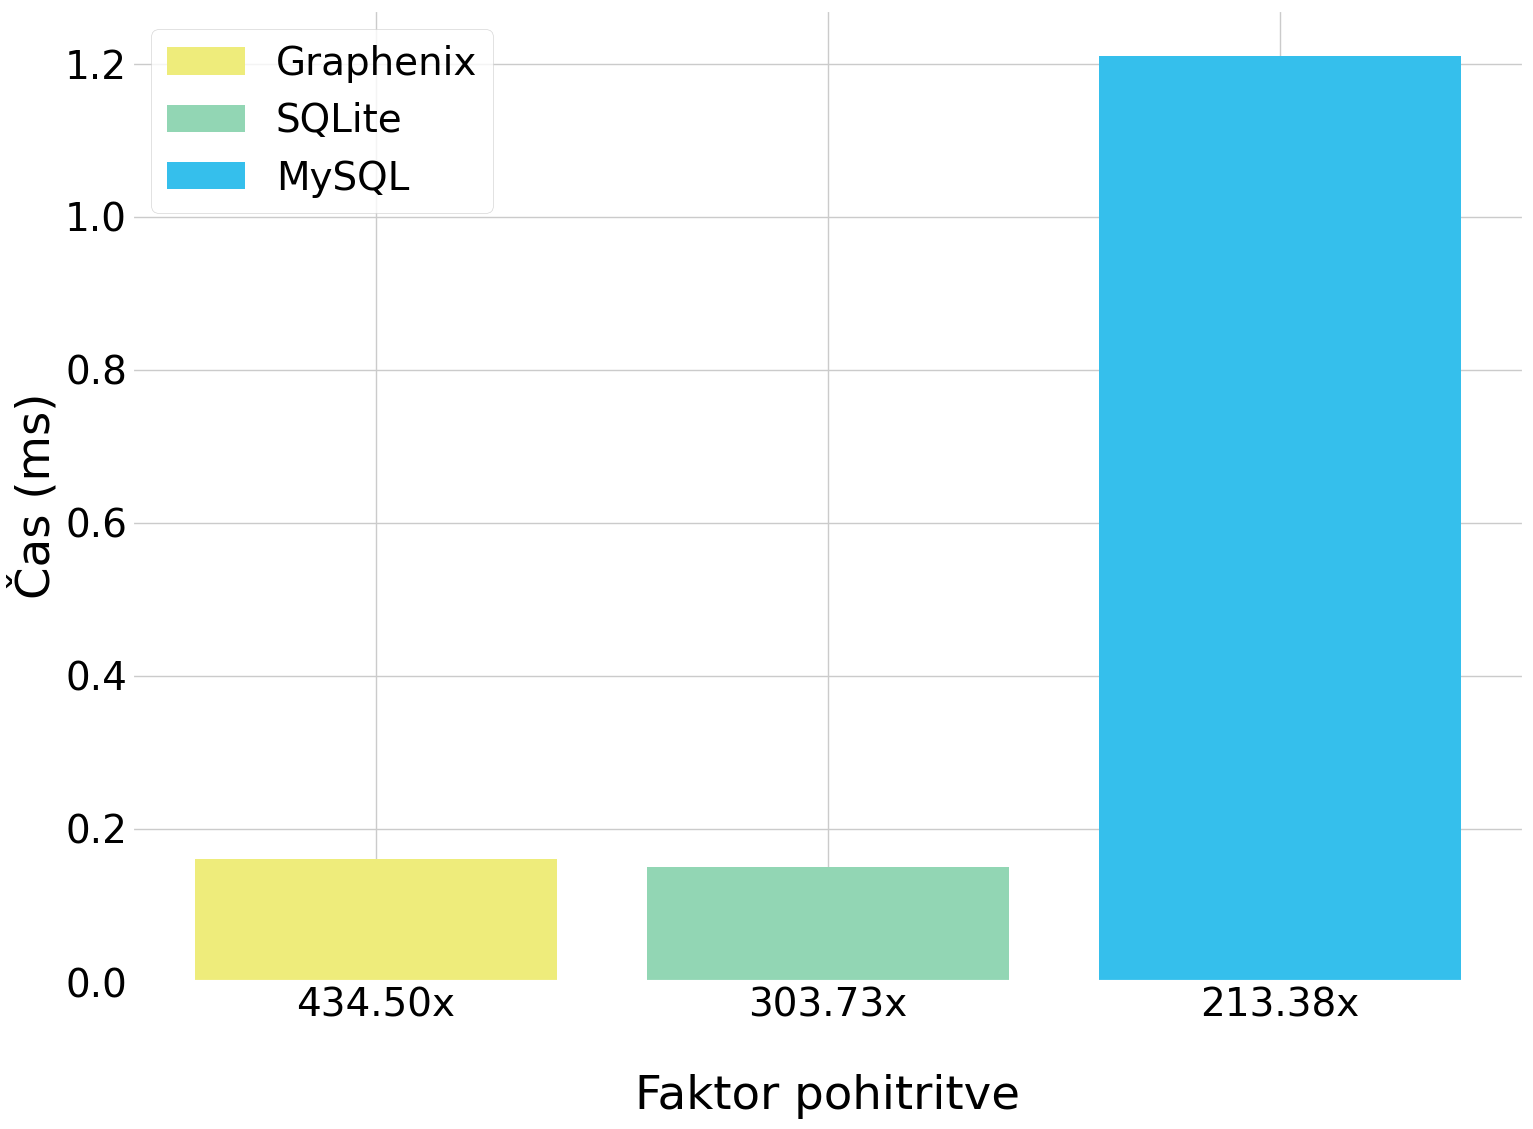 Graphenix
SQLite
MySQL
Čas (ms)
1.2
1.0
0.8
0.6
0.4
0.2
0.0
434.50x
303.73x
213.38x
Faktor pohitritve